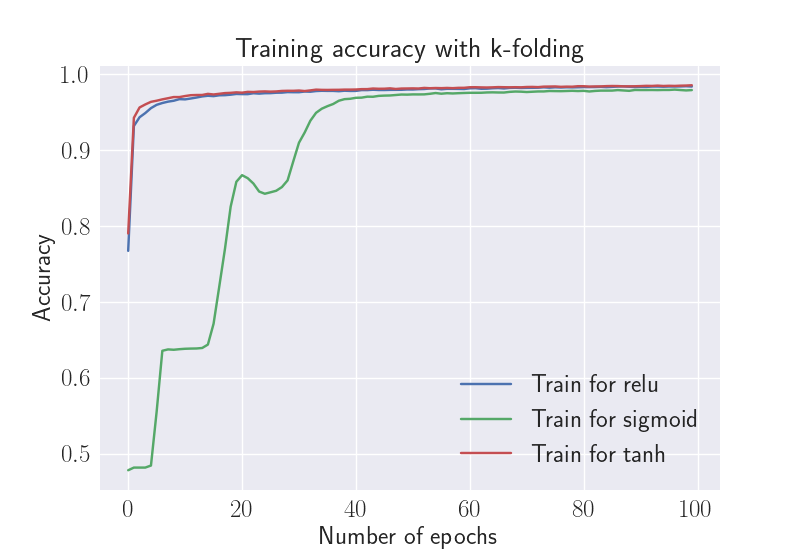 Training accuracy with k-folding
1.0
0.9
0.8
0.7
0.6
0.5
Accuracy
Train for relu
Train for sigmoid
Train for tanh
0 20 40 60 80 100
Number of epochs